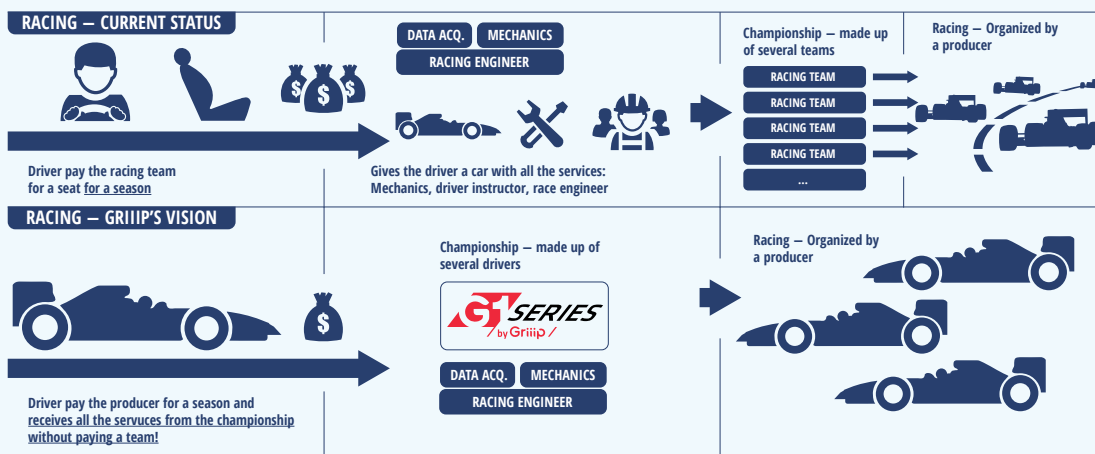 RACING — CURRENT STATUS
$ $ $
Driver pay the racing team
for a seat for a season
DATA ACQ. MECHANICS
RACING ENGINEER
Gives the driver a car with all the services:
Mechanics, driver instructor, race engineer
Championship — made up
of several teams
RACING TEAM
RACING TEAM
RACING TEAM
RACING TEAM
...
Racing — Organized by
a producer
RACING — GRIIIP'S VISION
$
Driver pay the producer for a season and
receives all the servuces from the championship
without paying a team!
Championship — made up of
several drivers
G1 SERIES
by Griiip
DATA ACQ. MECHANICS
RACING ENGINEER
Racing — Organized by
a producer